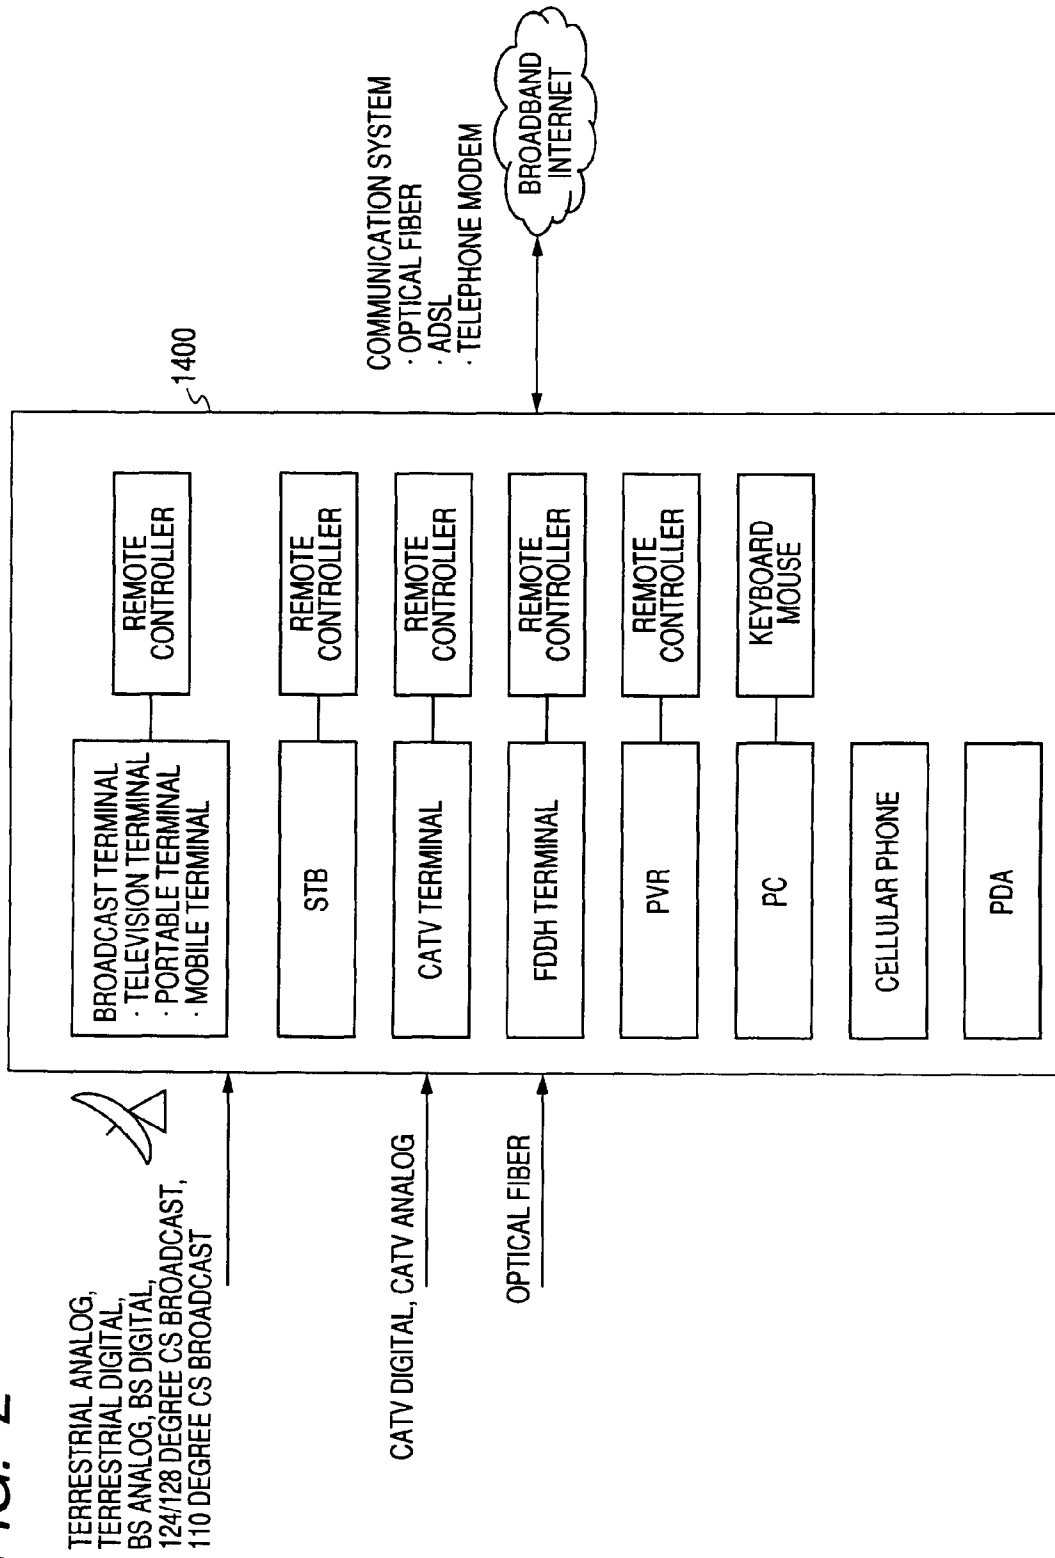 FIG. 2
TERRESTRIAL ANALOG,
TERRESTRIAL DIGITAL,
BS ANALOG, BS DIGITAL,
124/128 DEGREE CS BROADCAST,
110 DEGREE CS BROADCAST
CATV DIGITAL, CATV ANALOG
OPTICAL FIBER
BROADCAST TERMINAL
· TELEVISION TERMINAL
· PORTABLE TERMINAL
· MOBILE TERMINAL
REMOTE
CONTROLLER
STB
REMOTE
CONTROLLER
CATV TERMINAL
REMOTE
CONTROLLER
FDDH TERMINAL
REMOTE
CONTROLLER
PVR
REMOTE
CONTROLLER
PC
KEYBOARD
MOUSE
CELLULAR PHONE
PDA
1400
COMMUNICATION SYSTEM
· OPTICAL FIBER
· ADSL
· TELEPHONE MODEM
BROADBAND
INTERNET